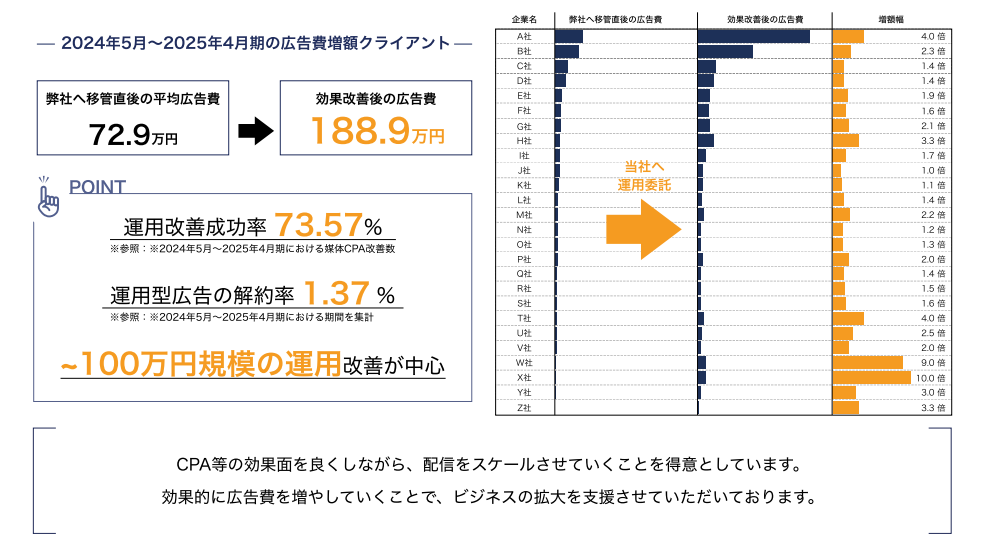 2024年5月〜2025年4月期の広告費増額クライアント
弊社へ移管直後の平均広告費
72.9万円
効果改善後の広告費
188.9万円
POINT
運用改善成功率 73.57%
※参照：※2024年5月〜2025年4月期における媒体CPA改善数
運用型広告の解約率 1.37 %
※参照：※2024年5月〜2025年4月期における期間を集計
~100万円規模の運用改善が中心
企業名 弊社へ移管直後の広告費 効果改善後の広告費 増額幅
A社 4.0 倍
B社 2.3 倍
C社 1.4 倍
D社 1.4 倍
E社 1.9 倍
F社 1.6 倍
G社 2.1 倍
H社 3.3 倍
I社 1.7 倍
J社 1.0 倍
K社 1.1 倍
L社 1.4 倍
M社 2.2 倍
N社 1.2 倍
O社 1.3 倍
P社 2.0 倍
Q社 1.4 倍
R社 1.5 倍
S社 1.6 倍
T社 4.0 倍
U社 2.5 倍
V社 2.0 倍
W社 9.0 倍
X社 10.0 倍
Y社 3.0 倍
Z社 3.3 倍
当社へ
運用委託
CPA等の効果面を良くしながら、配信をスケールさせていくことを得意としています。
効果的に広告費を増やしていくことで、ビジネスの拡大を支援させていただいております。